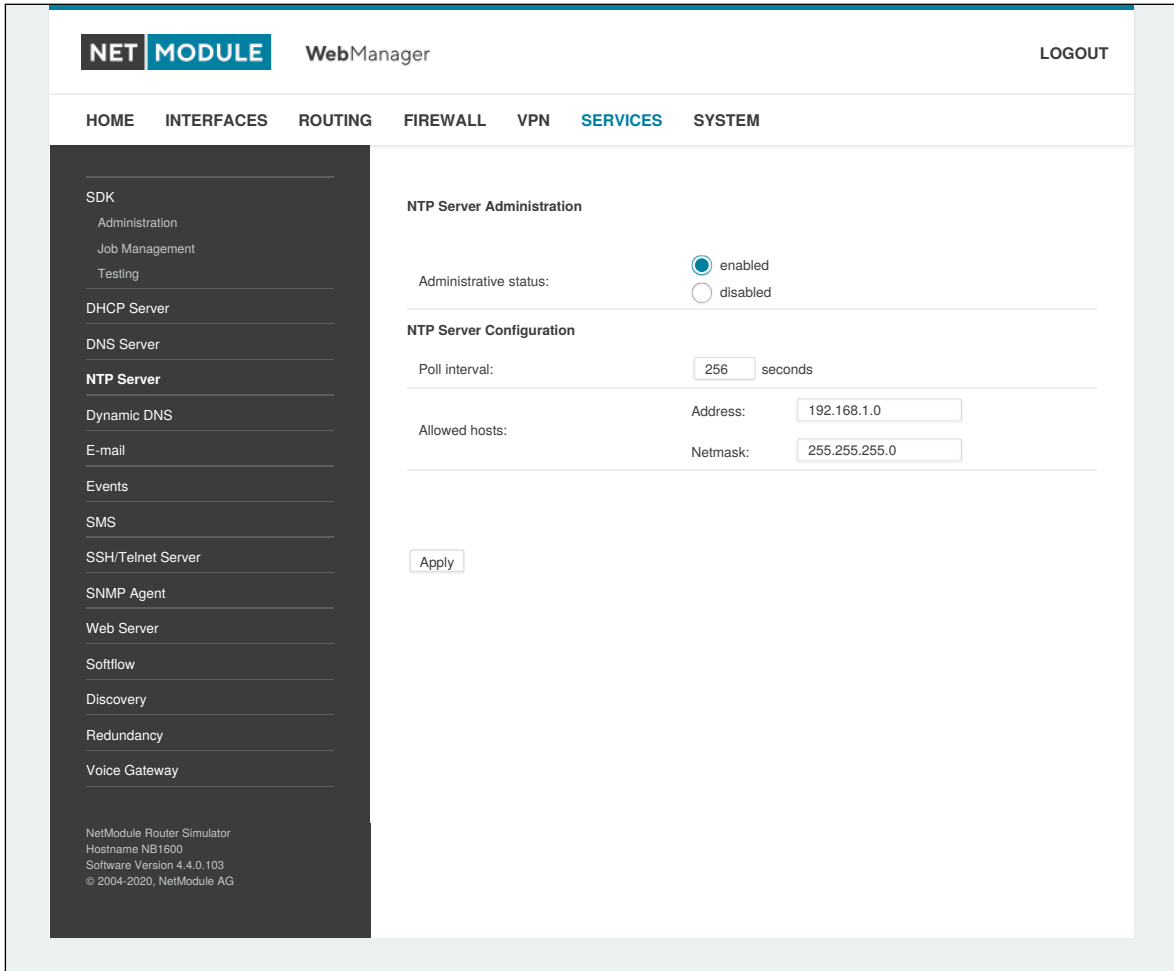 NET MODULE WebManager LOGOUT
HOME INTERFACES ROUTING FIREWALL VPN SERVICES SYSTEM
SDK
Administration
Job Management
Testing
DHCP Server
DNS Server
NTP Server
Dynamic DNS
E-mail
Events
SMS
SSH/Telnet Server
SNMP Agent
Web Server
Softflow
Discovery
Redundancy
Voice Gateway
NetModule Router Simulator
Hostname NB1600
Software Version 4.4.0.103
© 2004-2020, NetModule AG
NTP Server Administration
Administrative status:
enabled
disabled
NTP Server Configuration
Poll interval: 256 seconds
Allowed hosts:
Address: 192.168.1.0
Netmask: 255.255.255.0
Apply